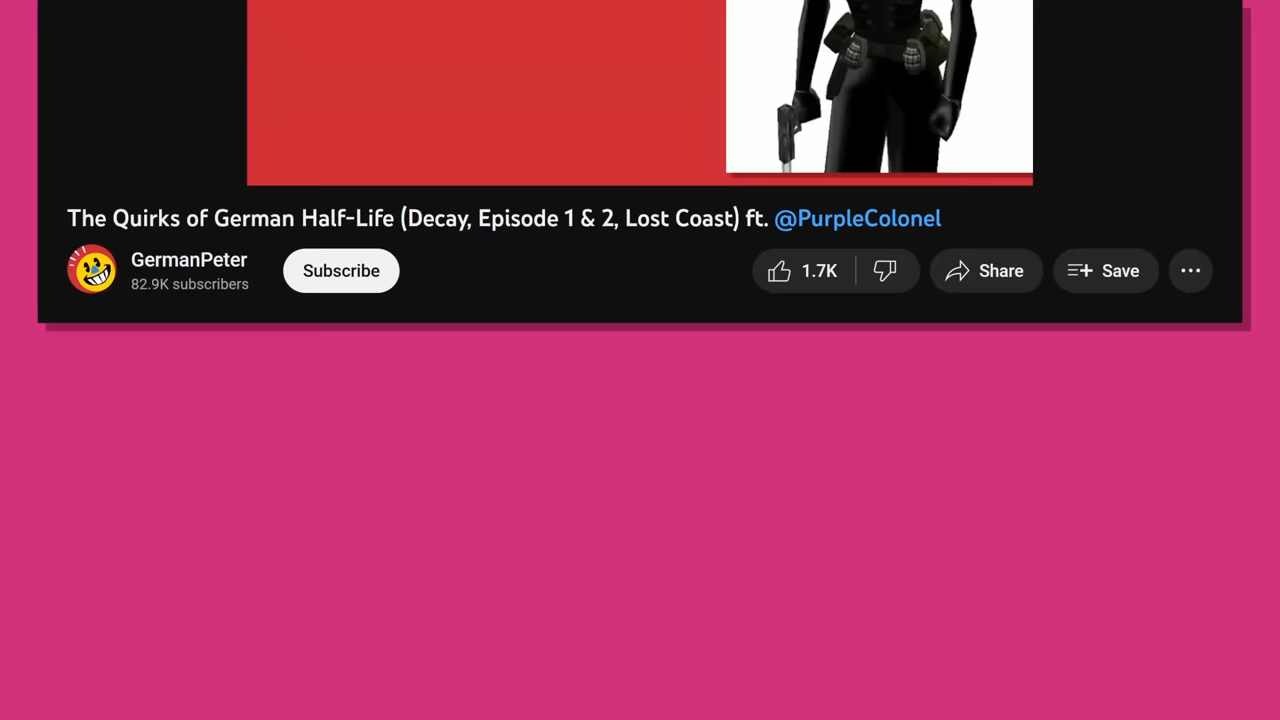 The Quirks of German Half-Life (Decay, Episode 1 & 2, Lost Coast) ft. @PurpleColonel
GermanPeter
82.9K subscribers
Subscribe
1.7K
Share
Save